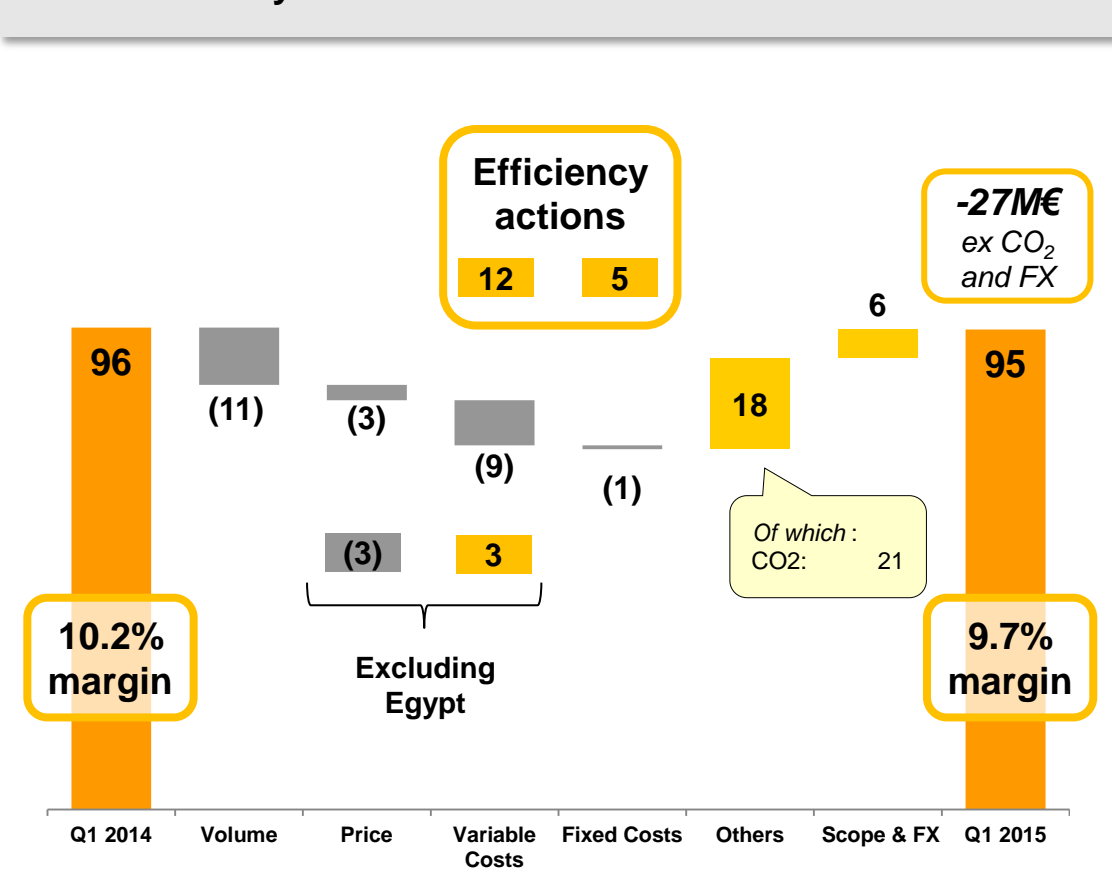 Efficiency
actions
12 5
-27M€
ex CO2
and FX
6
96
95
18
(11)
(3)
(9)
(1)
Of which :
CO2: 21
(3) 3
10.2%
margin
9.7%
margin
Excluding
Egypt
Q1 2014 Volume Price Variable Costs Fixed Costs Others Scope & FX Q1 2015